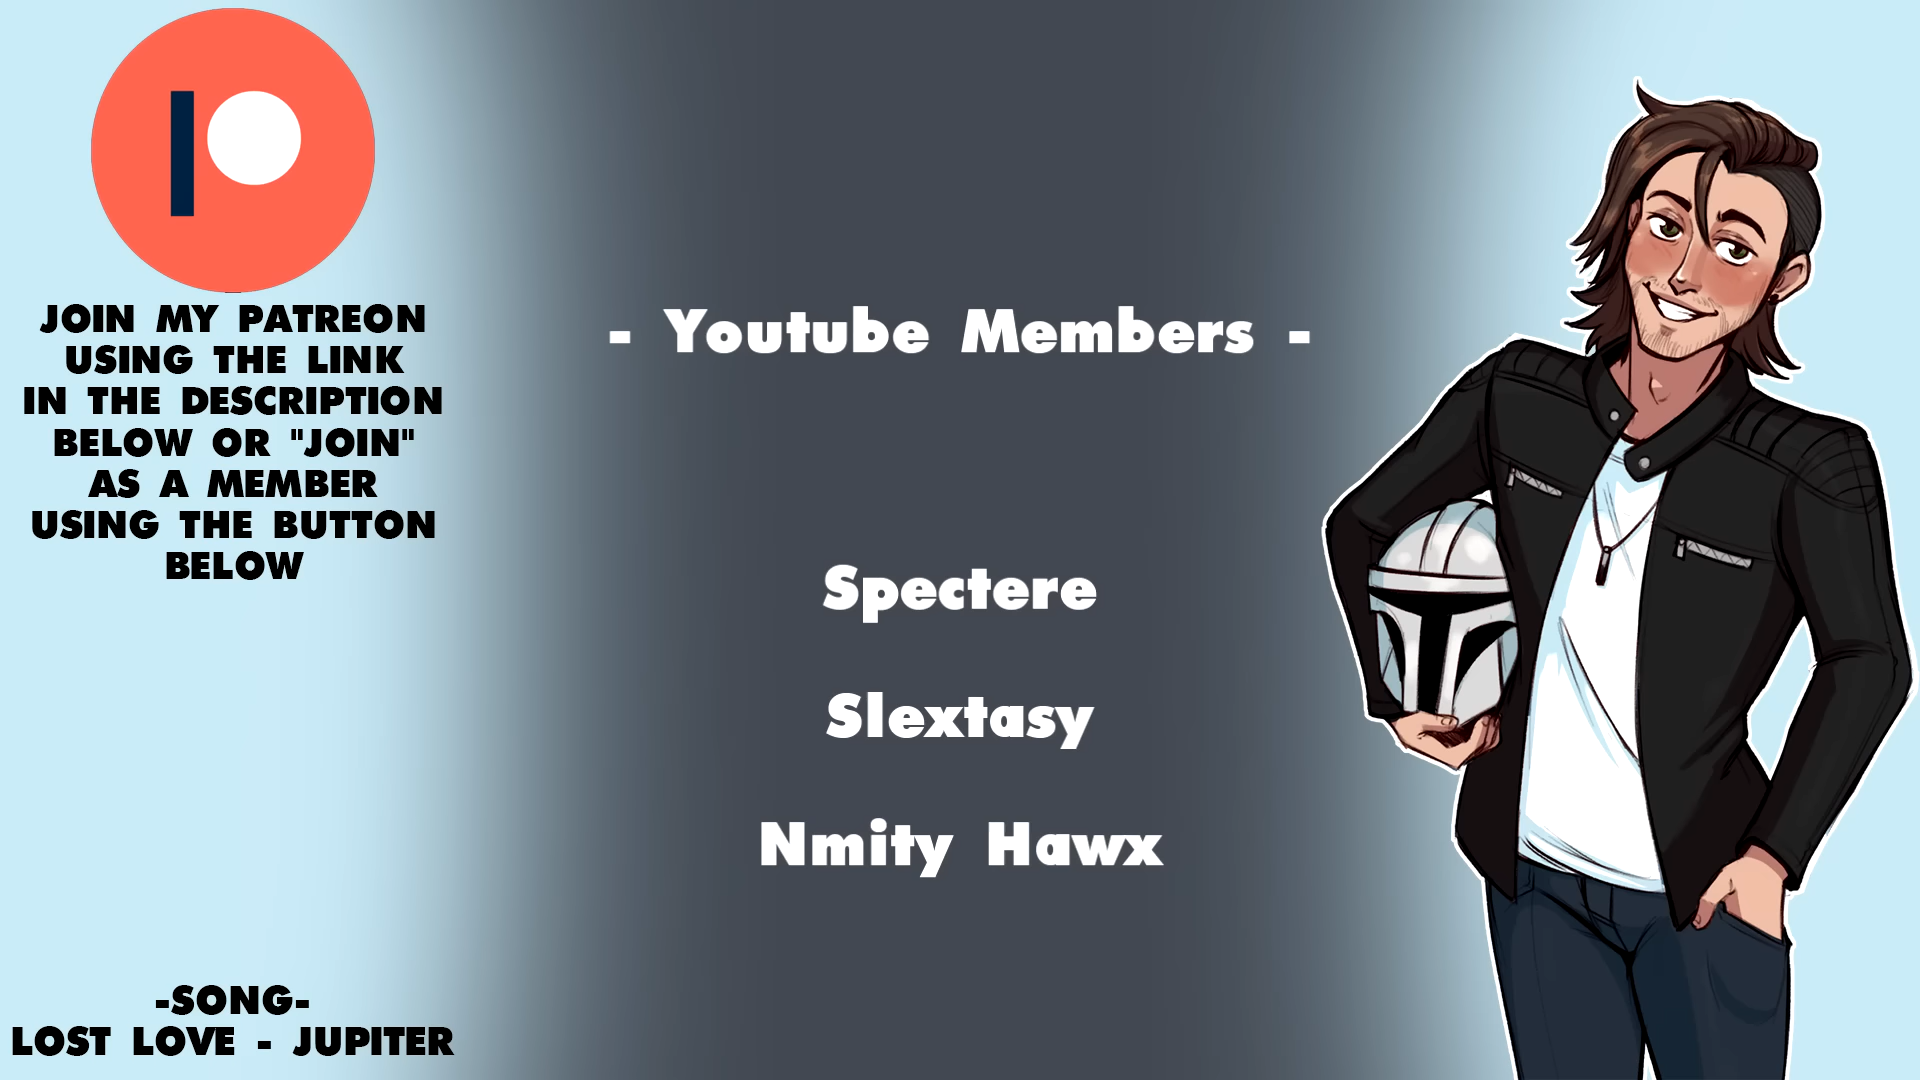 JOIN MY PATREON
USING THE LINK
IN THE DESCRIPTION
BELOW OR "JOIN"
AS A MEMBER
USING THE BUTTON
BELOW
- Youtube Members -
Spectere
Slextasy
Nmity Hawx
-SONG-
LOST LOVE - JUPITER